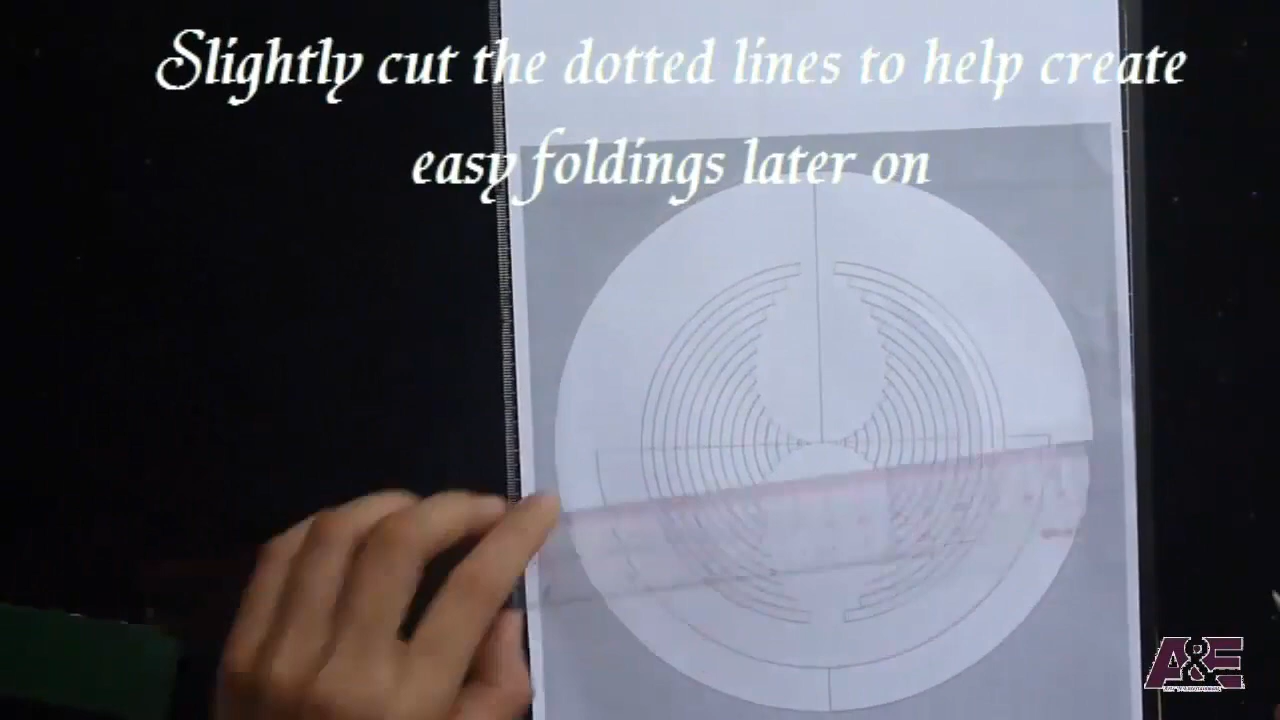 Slightly cut the dotted lines to help create
easy foldings later on
A&E